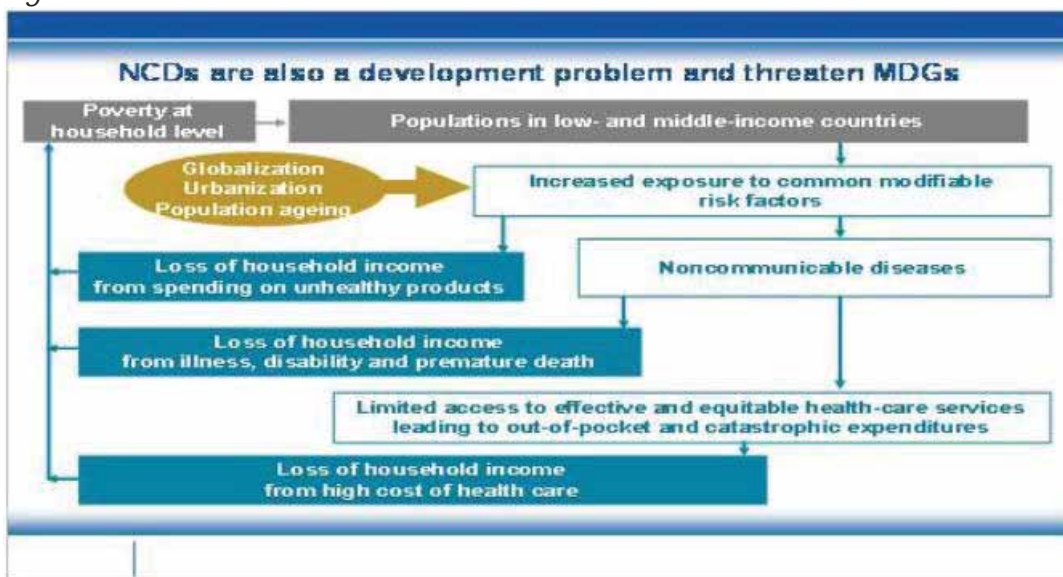 NCDs are also a development problem and threaten MDGs
Poverty at
household level
Populations in low- and middle-income countries
Globalization
Urbanization
Population ageing
Increased exposure to common modifiable
risk factors
Loss of household income
from spending on unhealthy products
Noncommunicable diseases
Loss of household income
from illness, disability and premature death
Limited access to effective and equitable health-care services
leading to out-of-pocket and catastrophic expenditures
Loss of household income
from high cost of health care